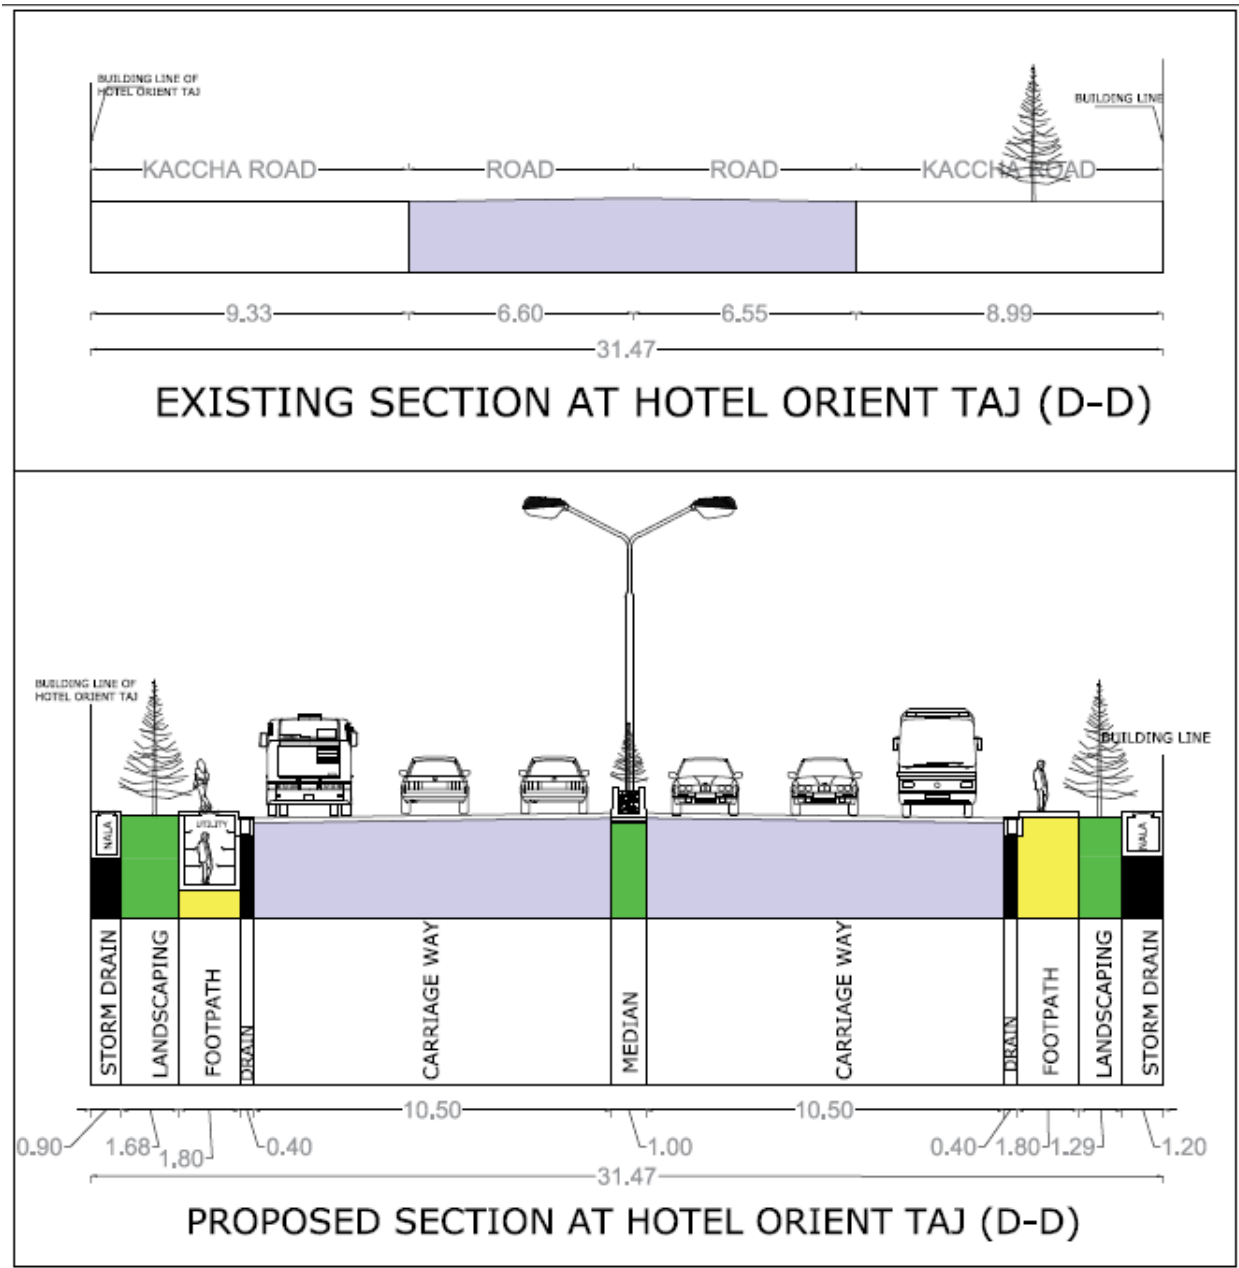 BUILDING LINE OF
HOTEL ORIENT TAJ
BUILDING LINE
KACCHA ROAD
ROAD
ROAD
KACCHA ROAD
9.33
6.60
6.55
8.99
31.47
EXISTING SECTION AT HOTEL ORIENT TAJ (D-D)
BUILDING LINE OF
HOTEL ORIENT TAJ
BUILDING LINE
NALA
UTILITY
NALA
STORM DRAIN
LANDSCAPING
FOOTPATH
DRAIN
CARRIAGE WAY
MEDIAN
CARRIAGE WAY
DRAIN
FOOTPATH
LANDSCAPING
STORM DRAIN
10.50
10.50
0.90
1.68
1.80
0.40
1.00
0.40
1.80
1.29
1.20
31.47
PROPOSED SECTION AT HOTEL ORIENT TAJ (D-D)